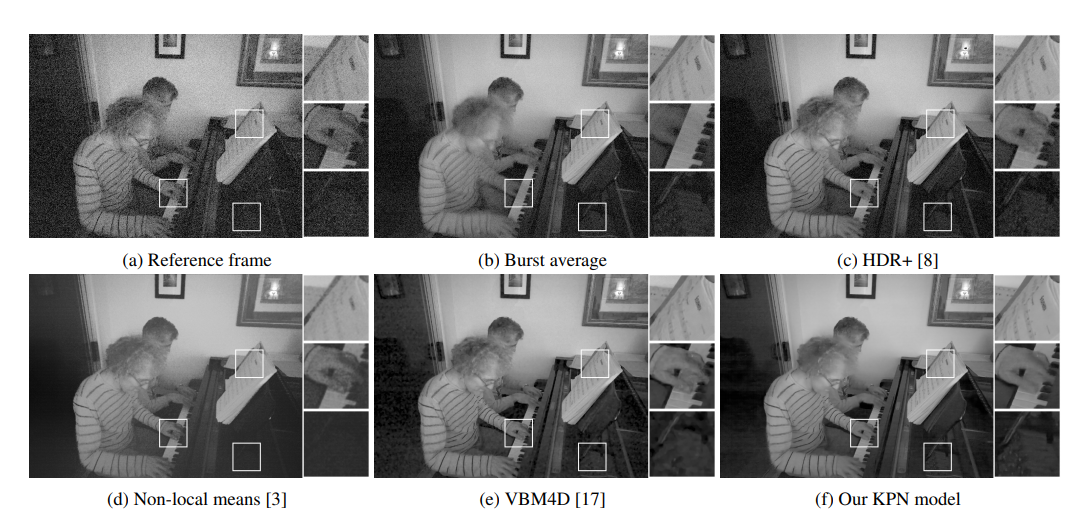 (a) Reference frame
(b) Burst average
(c) HDR+ [8]
(d) Non-local means [3]
(e) VBM4D [17]
(f) Our KPN model